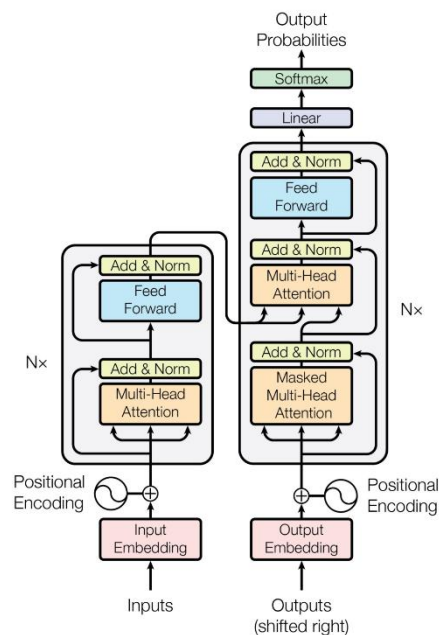 Output
Probabilities
Softmax
Linear
Add & Norm
Feed
Forward
Add & Norm
Multi-Head
Attention
Add & Norm
Masked
Multi-Head
Attention
N×
Add & Norm
Feed
Forward
Add & Norm
Multi-Head
Attention
N×
Positional
Encoding
Positional
Encoding
Input
Embedding
Output
Embedding
Inputs
Outputs
(shifted right)